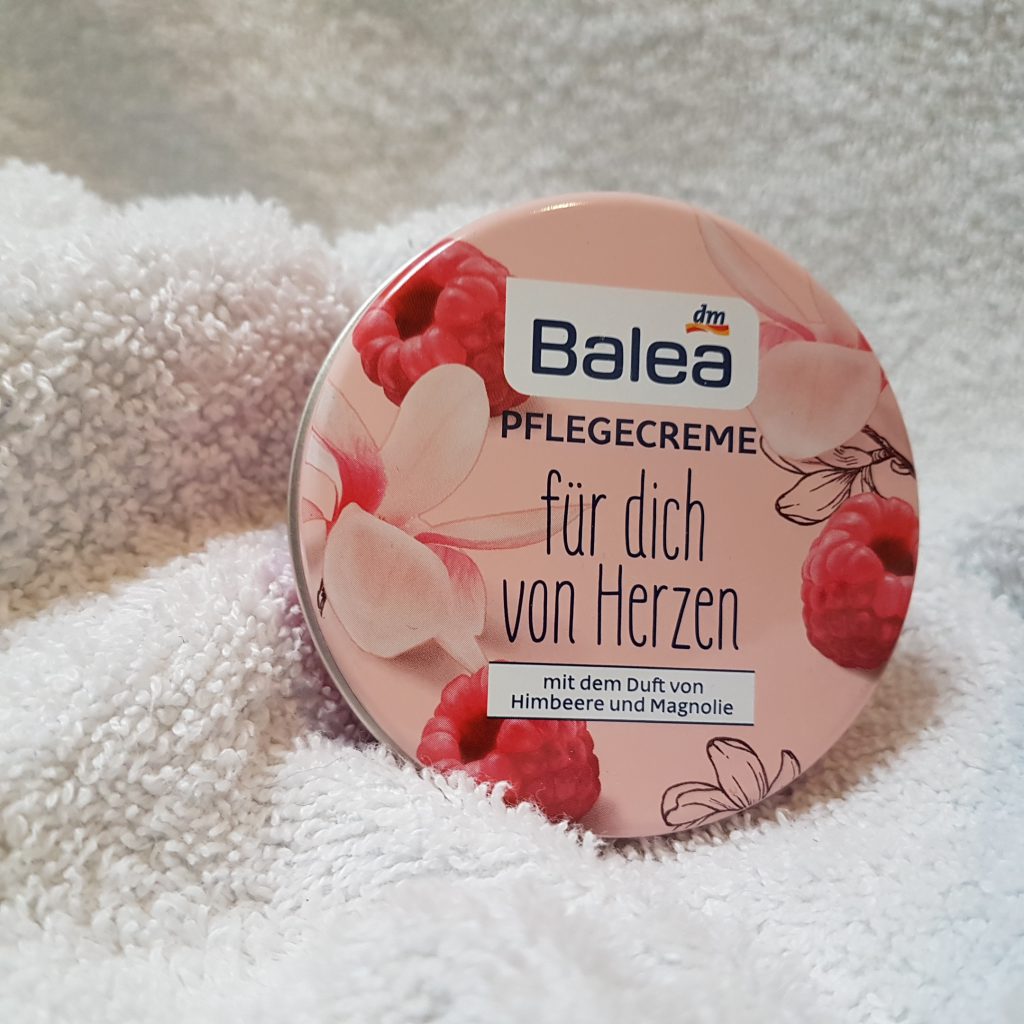 dm
Balea
PFLEGECREME
für dich
von Herzen
mit dem Duft von
Himbeere und Magnolie